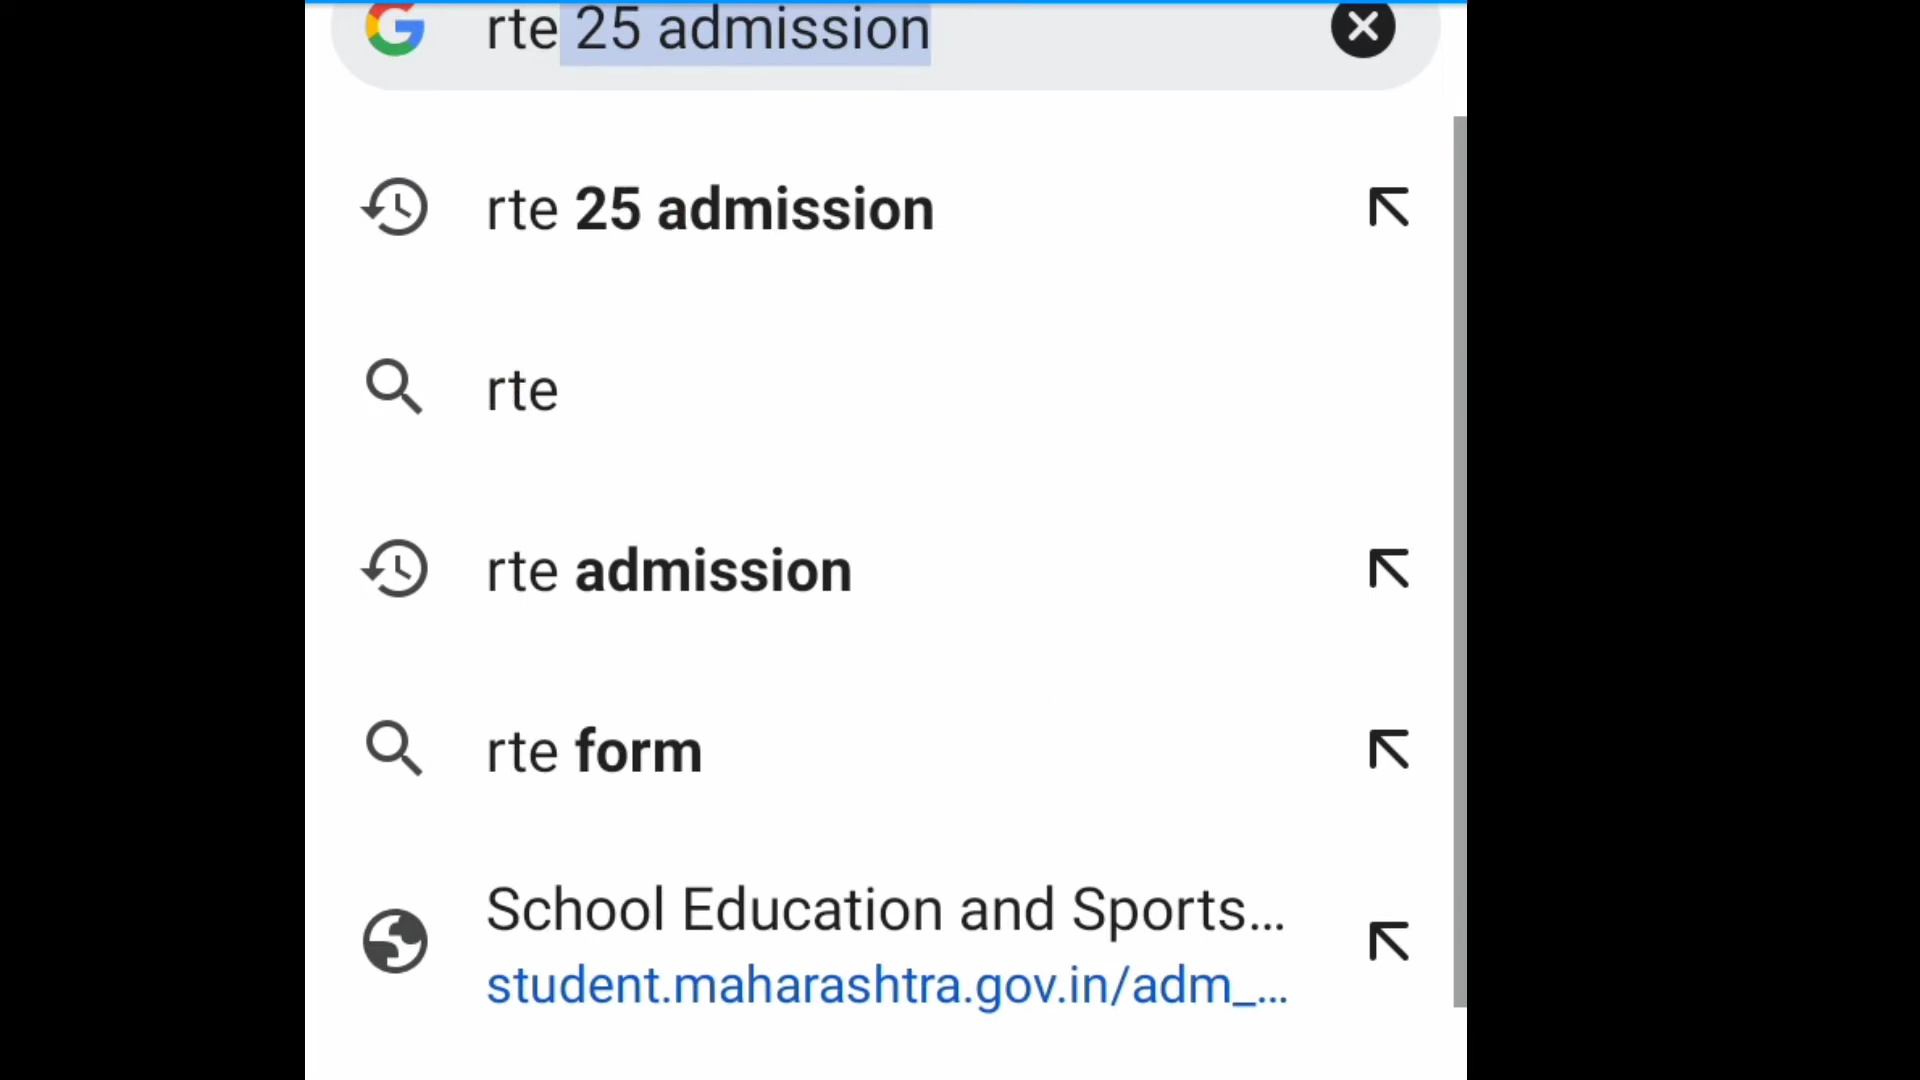 rte 25 admission
rte 25 admission
rte
rte admission
rte form
School Education and Sports...
student.maharashtra.gov.in/adm_...